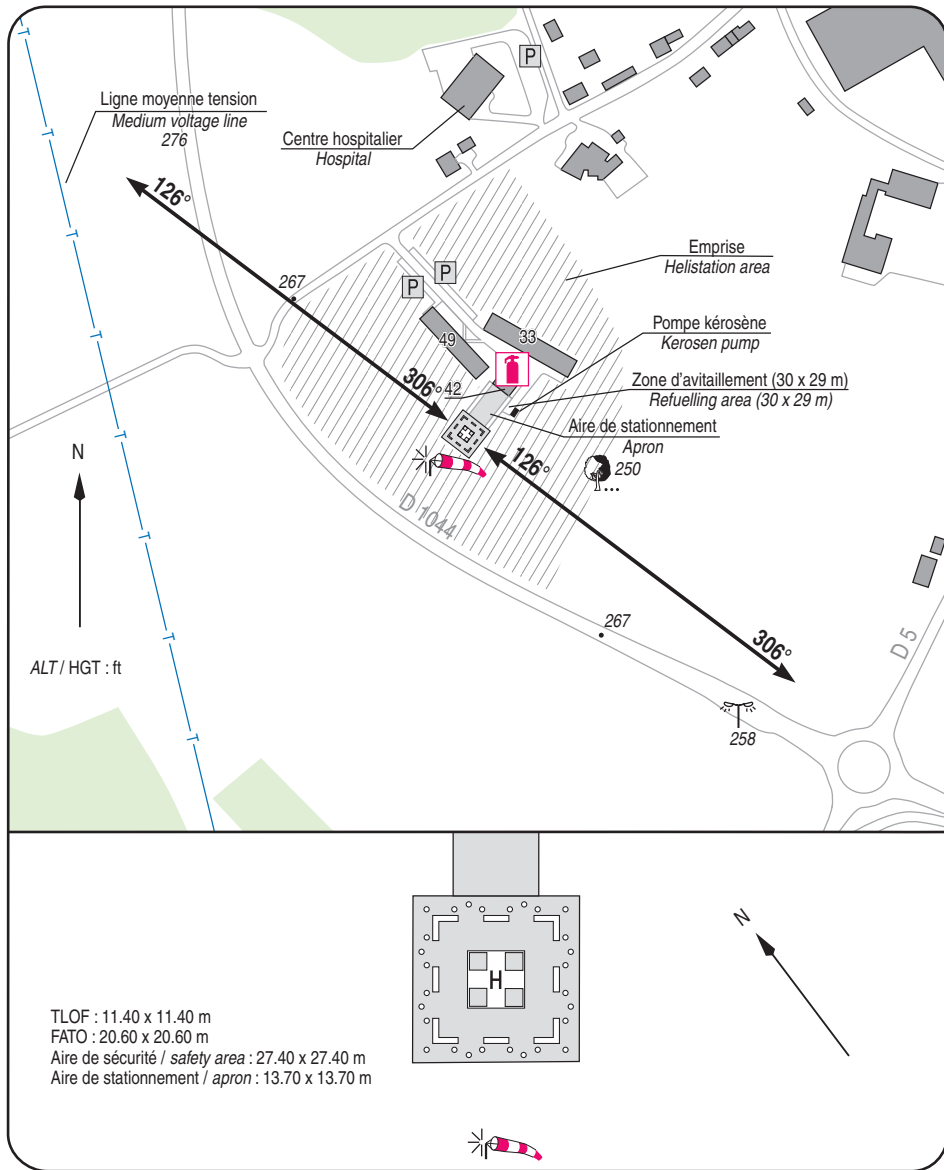 P
Ligne moyenne tension
Medium voltage line
276
Centre hospitalier
Hospital
126°
Emprise
Helistation area
267
P
P
Pompe kérosène
Kerosen pump
49
33
306°
42
Zone d'avitaillement (30 x 29 m)
Refuelling area (30 x 29 m)
Aire de stationnement
Apron
250
126°
N
D 1044
267
306°
D 5
ALT / HGT : ft
258
T
T
T
T
T
T
T
N
H
TLOF : 11.40 x 11.40 m
FATO : 20.60 x 20.60 m
Aire de sécurité / safety area : 27.40 x 27.40 m
Aire de stationnement / apron : 13.70 x 13.70 m